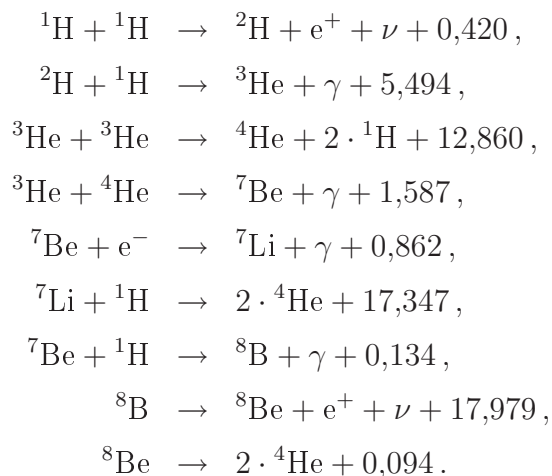 ¹H + ¹H → ²H + e⁺ + ν + 0,420 ,
²H + ¹H → ³He + γ + 5,494 ,
³He + ³He → ⁴He + 2 · ¹H + 12,860 ,
³He + ⁴He → ⁷Be + γ + 1,587 ,
⁷Be + e⁻ → ⁷Li + γ + 0,862 ,
⁷Li + ¹H → 2 · ⁴He + 17,347 ,
⁷Be + ¹H → ⁸B + γ + 0,134 ,
⁸B → ⁸Be + e⁺ + ν + 17,979 ,
⁸Be → 2 · ⁴He + 0,094 .